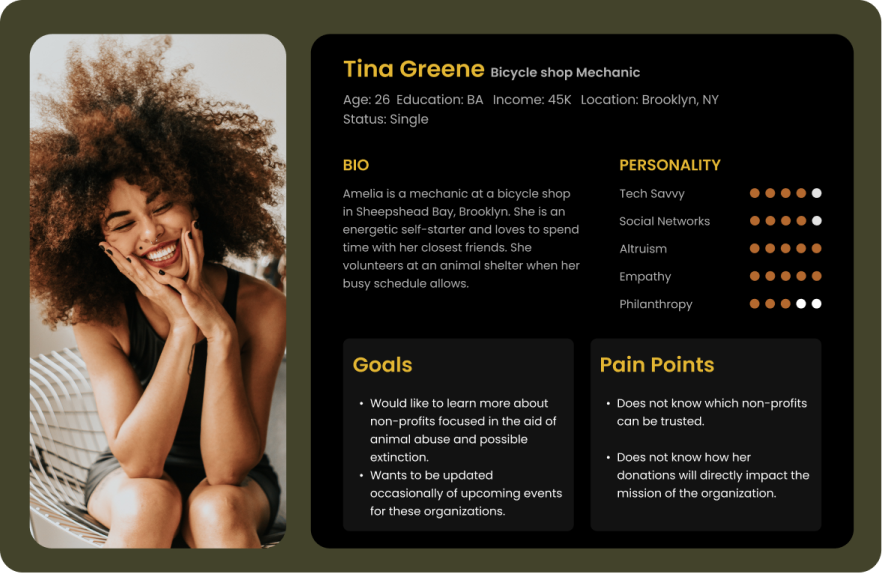 Tina Greene Bicycle shop Mechanic
Age: 26 Education: BA Income: 45K Location: Brooklyn, NY
Status: Single
BIO
Amelia is a mechanic at a bicycle shop
in Sheepshead Bay, Brooklyn. She is an
energetic self-starter and loves to spend
time with her closest friends. She
volunteers at an animal shelter when her
busy schedule allows.
PERSONALITY
Tech Savvy
Social Networks
Altruism
Empathy
Philanthropy
Goals
• Would like to learn more about
non-profits focused in the aid of
animal abuse and possible
extinction.
• Wants to be updated
occasionally of upcoming events
for these organizations.
Pain Points
• Does not know which non-profits
can be trusted.
• Does not know how her
donations will directly impact the
mission of the organization.